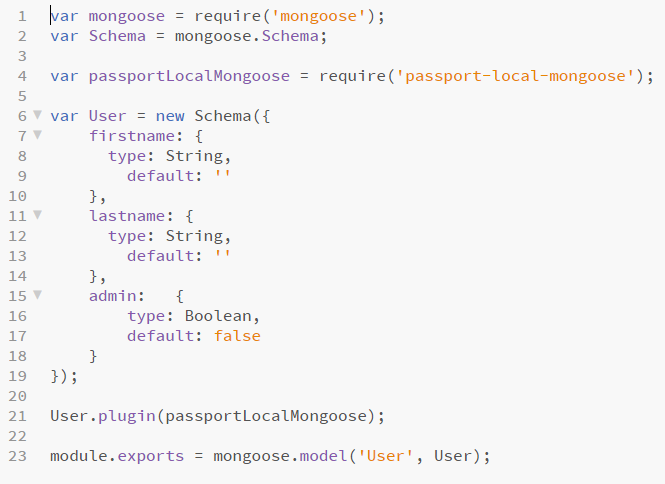 1 var mongoose = require('mongoose');
2 var Schema = mongoose.Schema;
3
4 var passportLocalMongoose = require('passport-local-mongoose');
5
6 var User = new Schema({
7     firstname: {
8       type: String,
9         default: ''
10     },
11     lastname: {
12       type: String,
13         default: ''
14     },
15     admin:   {
16         type: Boolean,
17         default: false
18     }
19 });
20
21 User.plugin(passportLocalMongoose);
22
23 module.exports = mongoose.model('User', User);